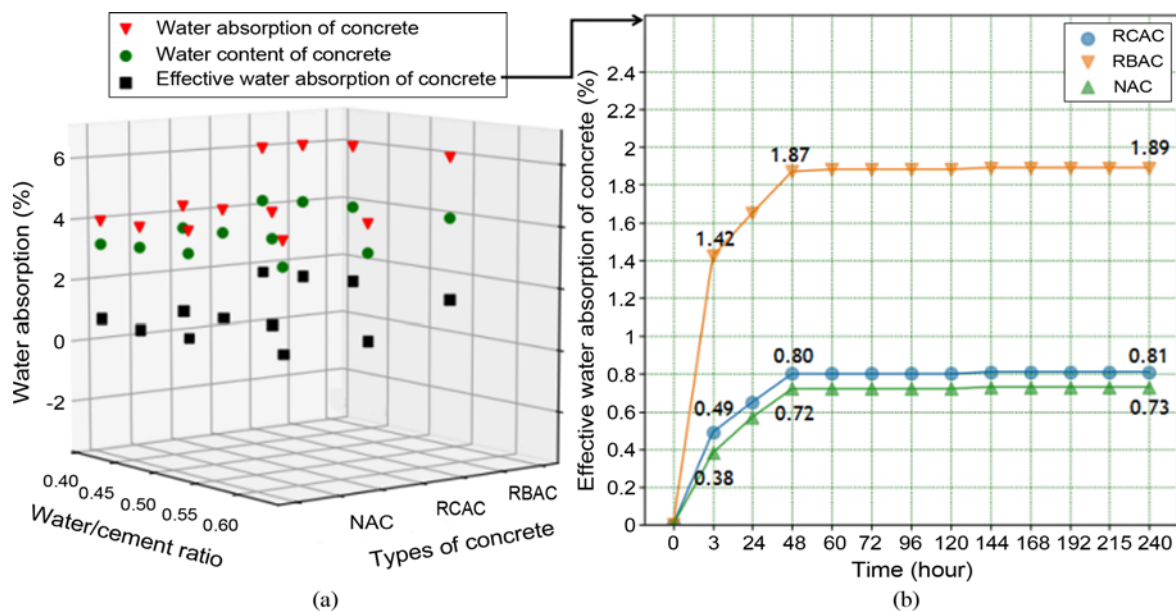 Water absorption of concrete
Water content of concrete
Effective water absorption of concrete
Water absorption (%)
6
4
2
0
-2
0.40
0.45
0.50
0.55
0.60
Water/cement ratio
NAC
RCAC
RBAC
Types of concrete
(a)
RCAC
RBAC
NAC
Effective water absorption of concrete (%)
2.4
2.2
2
1.8
1.6
1.4
1.2
1
0.8
0.6
0.4
0.2
0
1.42
1.87
1.89
0.49
0.80
0.81
0.38
0.72
0.73
0 3 24 48 60 72 96 120 144 168 192 215 240
Time (hour)
(b)